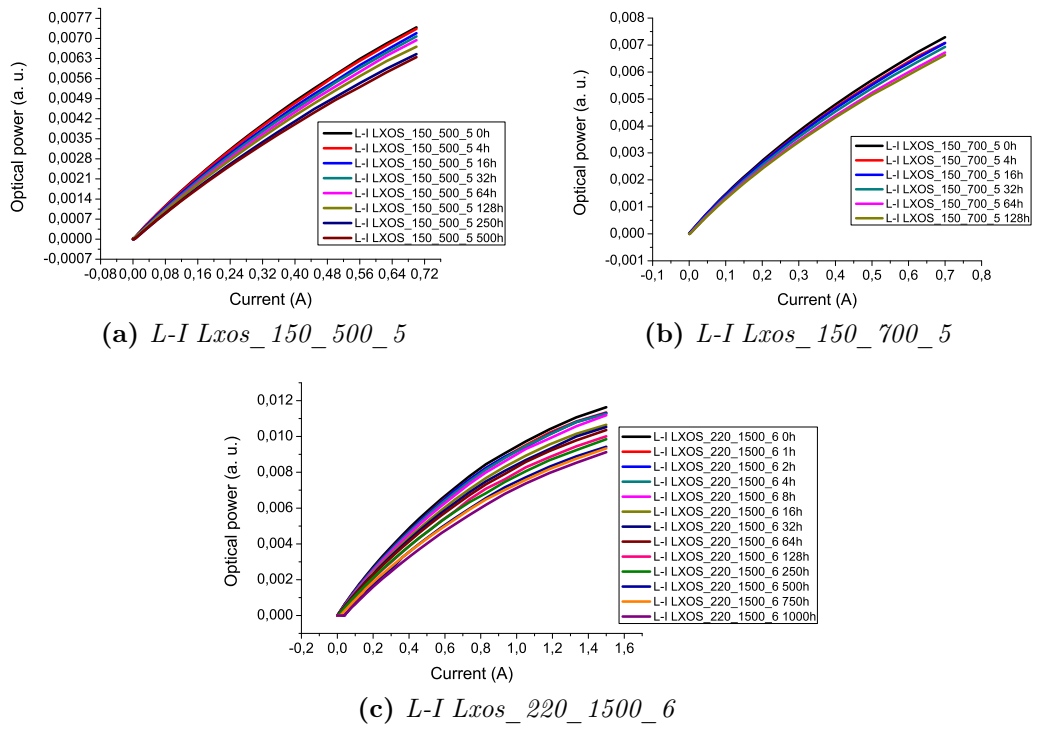 0,0077
0,0070
0,0063
0,0056
0,0049
0,0042
0,0035
0,0028
0,0021
0,0014
0,0007
0,0000
-0,0007
Optical power (a. u.)
-0,08 0,00 0,08 0,16 0,24 0,32 0,40 0,48 0,56 0,64 0,72
Current (A)
L-I LXOS_150_500_5 0h
L-I LXOS_150_500_5 4h
L-I LXOS_150_500_5 16h
L-I LXOS_150_500_5 32h
L-I LXOS_150_500_5 64h
L-I LXOS_150_500_5 128h
L-I LXOS_150_500_5 250h
L-I LXOS_150_500_5 500h
(a) L-I Lxos_150_500_5
0,008
0,007
0,006
0,005
0,004
0,003
0,002
0,001
0,000
-0,001
Optical power (a. u.)
-0,1 0,0 0,1 0,2 0,3 0,4 0,5 0,6 0,7 0,8
Current (A)
L-I LXOS_150_700_5 0h
L-I LXOS_150_700_5 4h
L-I LXOS_150_700_5 16h
L-I LXOS_150_700_5 32h
L-I LXOS_150_700_5 64h
L-I LXOS_150_700_5 128h
(b) L-I Lxos_150_700_5
0,012
0,010
0,008
0,006
0,004
0,002
0,000
Optical power (a. u.)
-0,2 0,0 0,2 0,4 0,6 0,8 1,0 1,2 1,4 1,6
Current (A)
L-I LXOS_220_1500_6 0h
L-I LXOS_220_1500_6 1h
L-I LXOS_220_1500_6 2h
L-I LXOS_220_1500_6 4h
L-I LXOS_220_1500_6 8h
L-I LXOS_220_1500_6 16h
L-I LXOS_220_1500_6 32h
L-I LXOS_220_1500_6 64h
L-I LXOS_220_1500_6 128h
L-I LXOS_220_1500_6 250h
L-I LXOS_220_1500_6 500h
L-I LXOS_220_1500_6 750h
L-I LXOS_220_1500_6 1000h
(c) L-I Lxos_220_1500_6